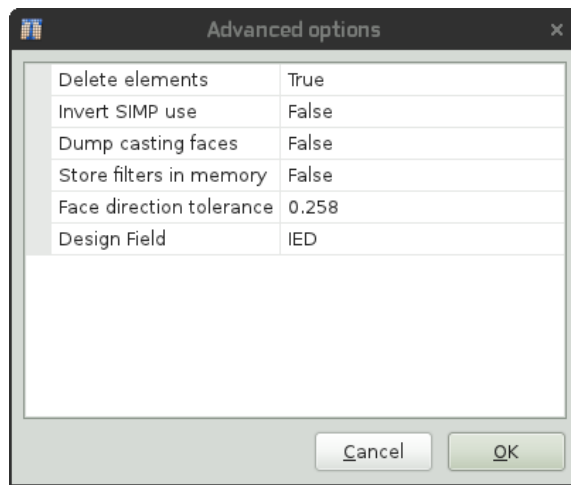 Advanced options
Delete elements True
Invert SIMP use False
Dump casting faces False
Store filters in memory False
Face direction tolerance 0.258
Design Field IED
Cancel OK